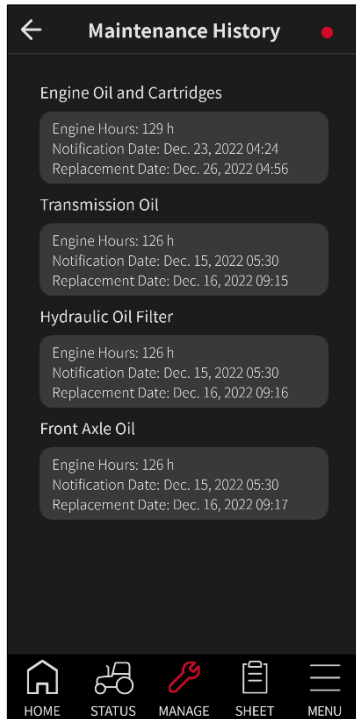 Maintenance History
Engine Oil and Cartridges
Engine Hours: 129 h
Notification Date: Dec. 23, 2022 04:24
Replacement Date: Dec. 26, 2022 04:56
Transmission Oil
Engine Hours: 126 h
Notification Date: Dec. 15, 2022 05:30
Replacement Date: Dec. 16, 2022 09:15
Hydraulic Oil Filter
Engine Hours: 126 h
Notification Date: Dec. 15, 2022 05:30
Replacement Date: Dec. 16, 2022 09:16
Front Axle Oil
Engine Hours: 126 h
Notification Date: Dec. 15, 2022 05:30
Replacement Date: Dec. 16, 2022 09:17
HOME STATUS MANAGE SHEET MENU